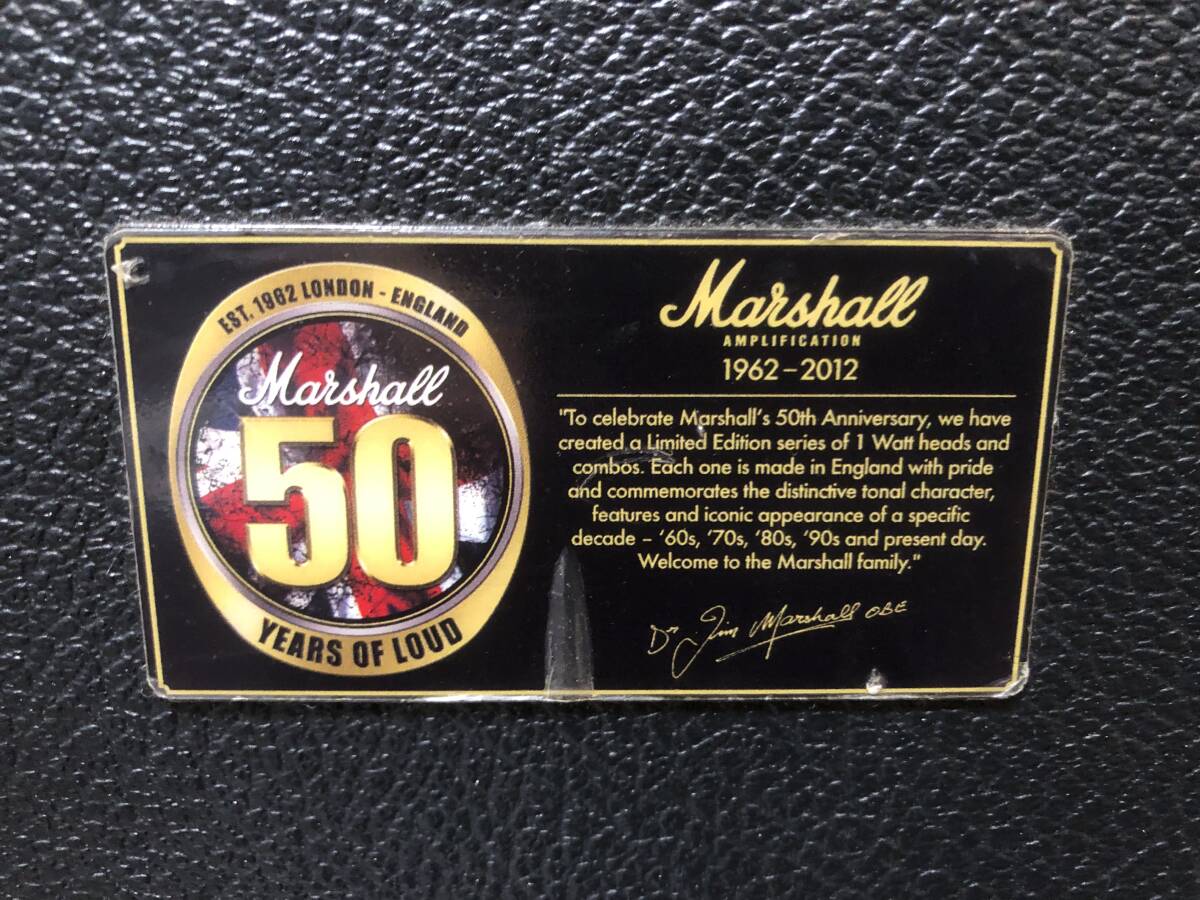 EST. 1962 LONDON - ENGLAND
Marshall
50
YEARS OF LOUD
Marshall
AMPLIFICATION
1962-2012
"To celebrate Marshall's 50th Anniversary, we have
created a Limited Edition series of 1 Watt heads and
combos. Each one is made in England with pride
and commemorates the distinctive tonal character,
features and iconic appearance of a specific
decade – '60s, '70s, '80s, '90s and present day.
Welcome to the Marshall family."
Dr Jim Marshall OBE